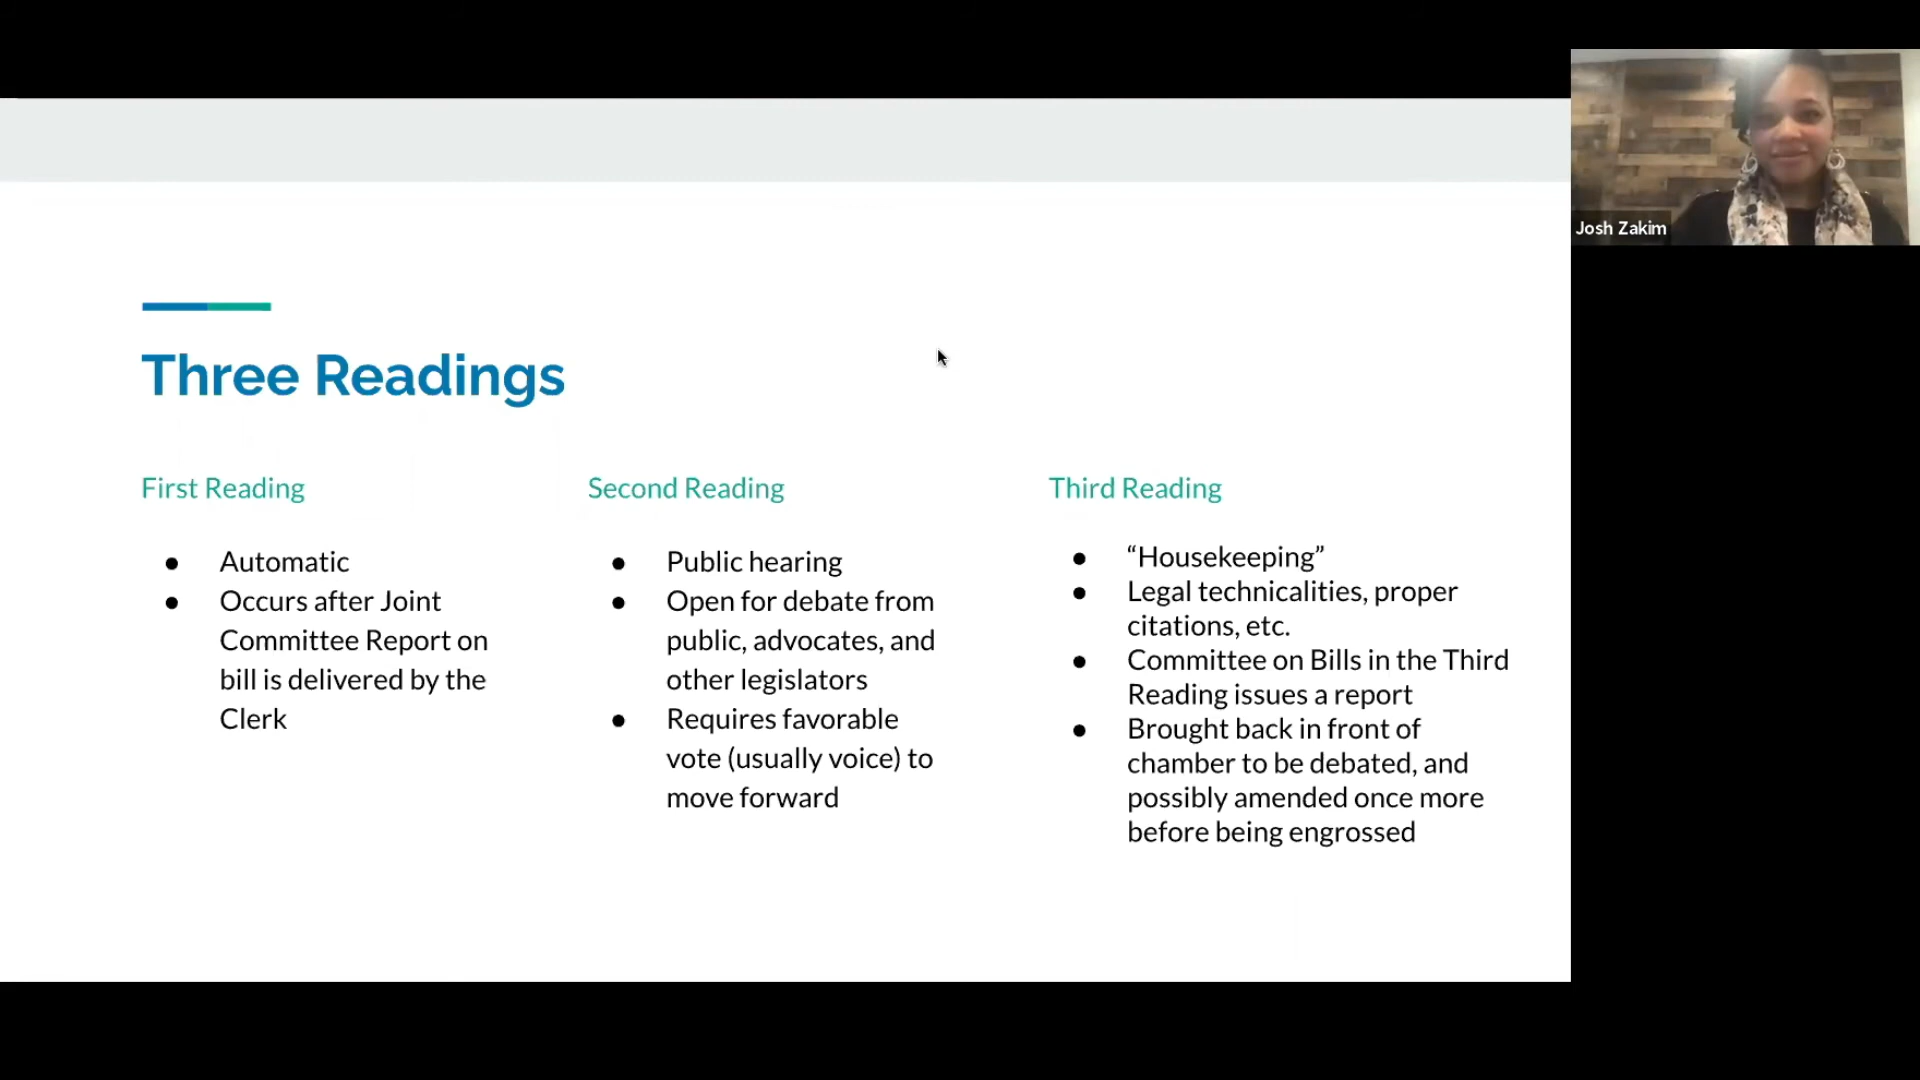 Josh Zakim
Three Readings
First Reading
● Automatic
● Occurs after Joint
Committee Report on
bill is delivered by the
Clerk
Second Reading
● Public hearing
● Open for debate from
public, advocates, and
other legislators
● Requires favorable
vote (usually voice) to
move forward
Third Reading
● “Housekeeping”
● Legal technicalities, proper
citations, etc.
● Committee on Bills in the Third
Reading issues a report
● Brought back in front of
chamber to be debated, and
possibly amended once more
before being engrossed